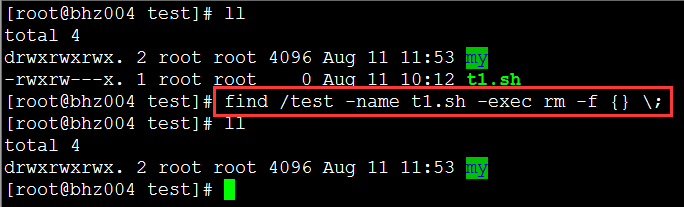 [root@bhz004 test]# ll
total 4
drwxrwxrwx. 2 root root 4096 Aug 11 11:53 my
-rwxrw---x. 1 root root    0 Aug 11 10:12 t1.sh
[root@bhz004 test]# find /test -name t1.sh -exec rm -f {} \;
[root@bhz004 test]# ll
total 4
drwxrwxrwx. 2 root root 4096 Aug 11 11:53 my
[root@bhz004 test]#